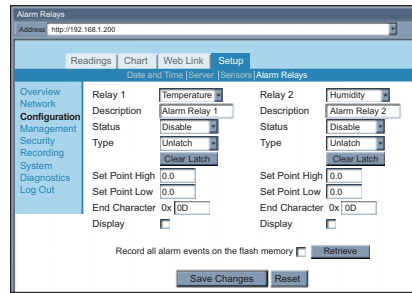 Alarm Relays
Address http://192.168.1.200
Readings Chart Web Link Setup
Date and Time |Server |Sensors|Alarm Relays
Overview
Network
Configuration
Management
Security
Recording
System
Diagnostics
Log Out
Relay 1 Temperature
Description Alarm Relay 1
Status Disable
Type Unlatch
Clear Latch
Set Point High 0.0
Set Point Low 0.0
End Character 0x 0D
Display
Relay 2 Humidity
Description Alarm Relay 2
Status Disable
Type Unlatch
Clear Latch
Set Point High 0.0
Set Point Low 0.0
End Character 0x 0D
Display
Record all alarm events on the flash memory Retrieve
Save Changes Reset